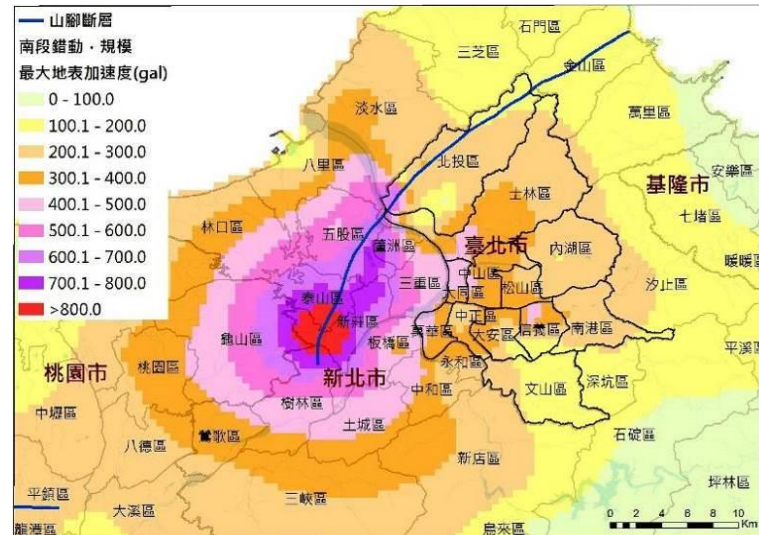 山腳斷層
南段錯動．規模
最大地表加速度(gal)
0 - 100.0
100.1 - 200.0
200.1 - 300.0
300.1 - 400.0
400.1 - 500.0
500.1 - 600.0
600.1 - 700.0
700.1 - 800.0
>800.0
石門區
三芝區
金山區
淡水區
萬里區
八里區
北投區
安樂區
基隆市
士林區
林口區
七堵區
五股區
蘆洲區
臺北市
內湖區
暖暖區
三重區
中山區
大同區
松山區
汐止區
泰山區
新莊區
中正區
萬華區
大安區
信義區
南港區
龜山區
板橋區
平溪區
桃園區
永和區
桃園市
新北市
中和區
文山區
深坑區
中壢區
樹林區
土城區
石碇區
八德區
鶯歌區
新店區
坪林區
平鎮區
大溪區
三峽區
龍潭區
烏來區
0 2 4 6 8 10
Km